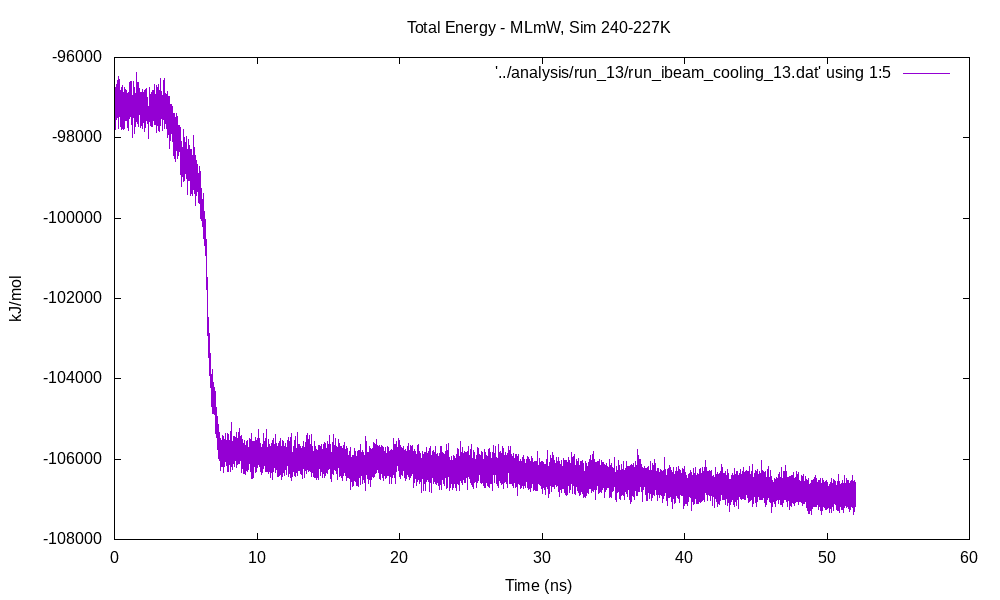 Total Energy - MLmW, Sim 240-227K
'../analysis/run_13/run_ibeam_cooling_13.dat' using 1:5
-96000
-98000
-100000
-102000
-104000
-106000
-108000
kJ/mol
0 10 20 30 40 50 60
Time (ns)